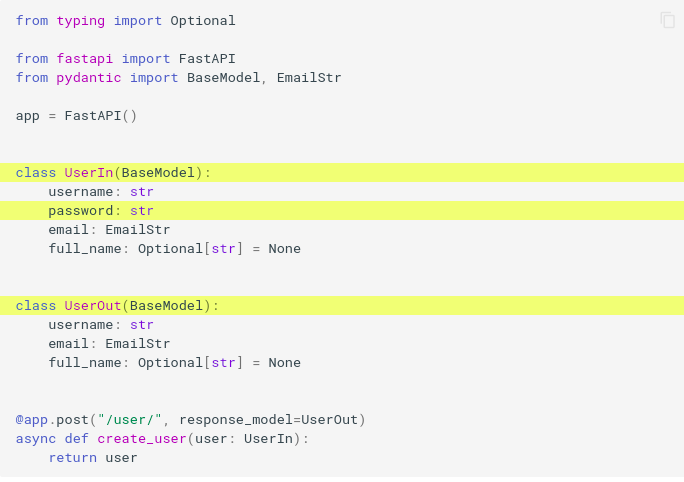 from typing import Optional
from fastapi import FastAPI
from pydantic import BaseModel, EmailStr
app = FastAPI()
class UserIn(BaseModel):
    username: str
    password: str
    email: EmailStr
    full_name: Optional[str] = None
class UserOut(BaseModel):
    username: str
    email: EmailStr
    full_name: Optional[str] = None
@app.post("/user/", response_model=UserOut)
async def create_user(user: UserIn):
    return user